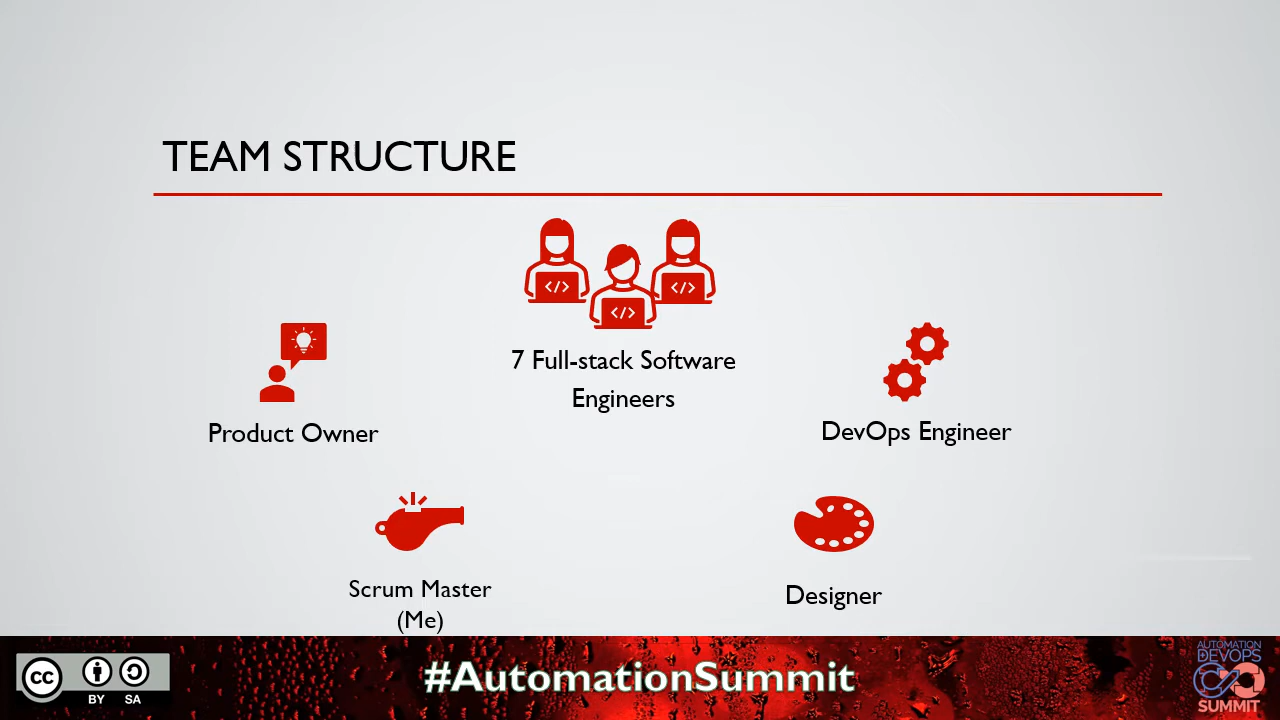 TEAM STRUCTURE
7 Full-stack Software
Engineers
Product Owner
DevOps Engineer
Scrum Master
(Me)
Designer
cc
BY SA
#AutomationSummit
AUTOMATION
DEVOPS
SUMMIT